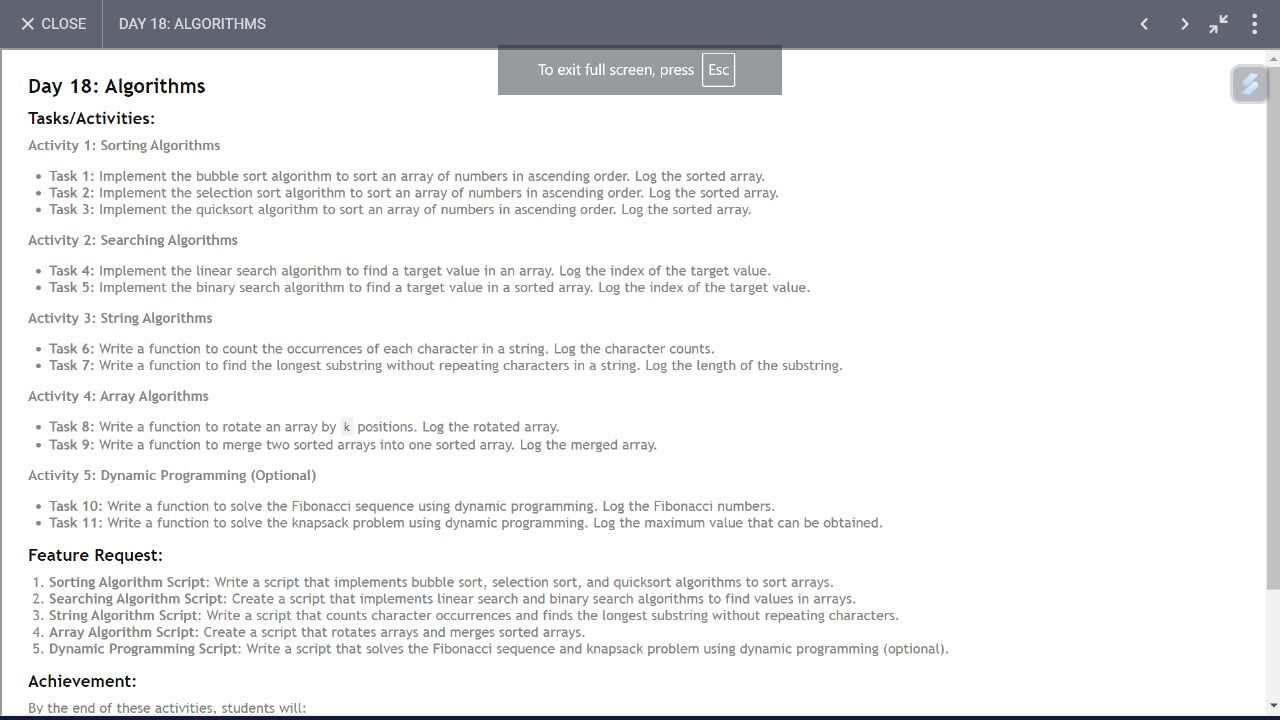 CLOSE
DAY 18: ALGORITHMS
To exit full screen, press Esc
Day 18: Algorithms
Tasks/Activities:
Activity 1: Sorting Algorithms
• Task 1: Implement the bubble sort algorithm to sort an array of numbers in ascending order. Log the sorted array.
• Task 2: Implement the selection sort algorithm to sort an array of numbers in ascending order. Log the sorted array.
• Task 3: Implement the quicksort algorithm to sort an array of numbers in ascending order. Log the sorted array.
Activity 2: Searching Algorithms
• Task 4: Implement the linear search algorithm to find a target value in an array. Log the index of the target value.
• Task 5: Implement the binary search algorithm to find a target value in a sorted array. Log the index of the target value.
Activity 3: String Algorithms
• Task 6: Write a function to count the occurrences of each character in a string. Log the character counts.
• Task 7: Write a function to find the longest substring without repeating characters in a string. Log the length of the substring.
Activity 4: Array Algorithms
• Task 8: Write a function to rotate an array by k positions. Log the rotated array.
• Task 9: Write a function to merge two sorted arrays into one sorted array. Log the merged array.
Activity 5: Dynamic Programming (Optional)
• Task 10: Write a function to solve the Fibonacci sequence using dynamic programming. Log the Fibonacci numbers.
• Task 11: Write a function to solve the knapsack problem using dynamic programming. Log the maximum value that can be obtained.
Feature Request:
1. Sorting Algorithm Script: Write a script that implements bubble sort, selection sort, and quicksort algorithms to sort arrays.
2. Searching Algorithm Script: Create a script that implements linear search and binary search algorithms to find values in arrays.
3. String Algorithm Script: Write a script that counts character occurrences and finds the longest substring without repeating characters.
4. Array Algorithm Script: Create a script that rotates arrays and merges sorted arrays.
5. Dynamic Programming Script: Write a script that solves the Fibonacci sequence and knapsack problem using dynamic programming (optional).
Achievement:
By the end of these activities, students will: